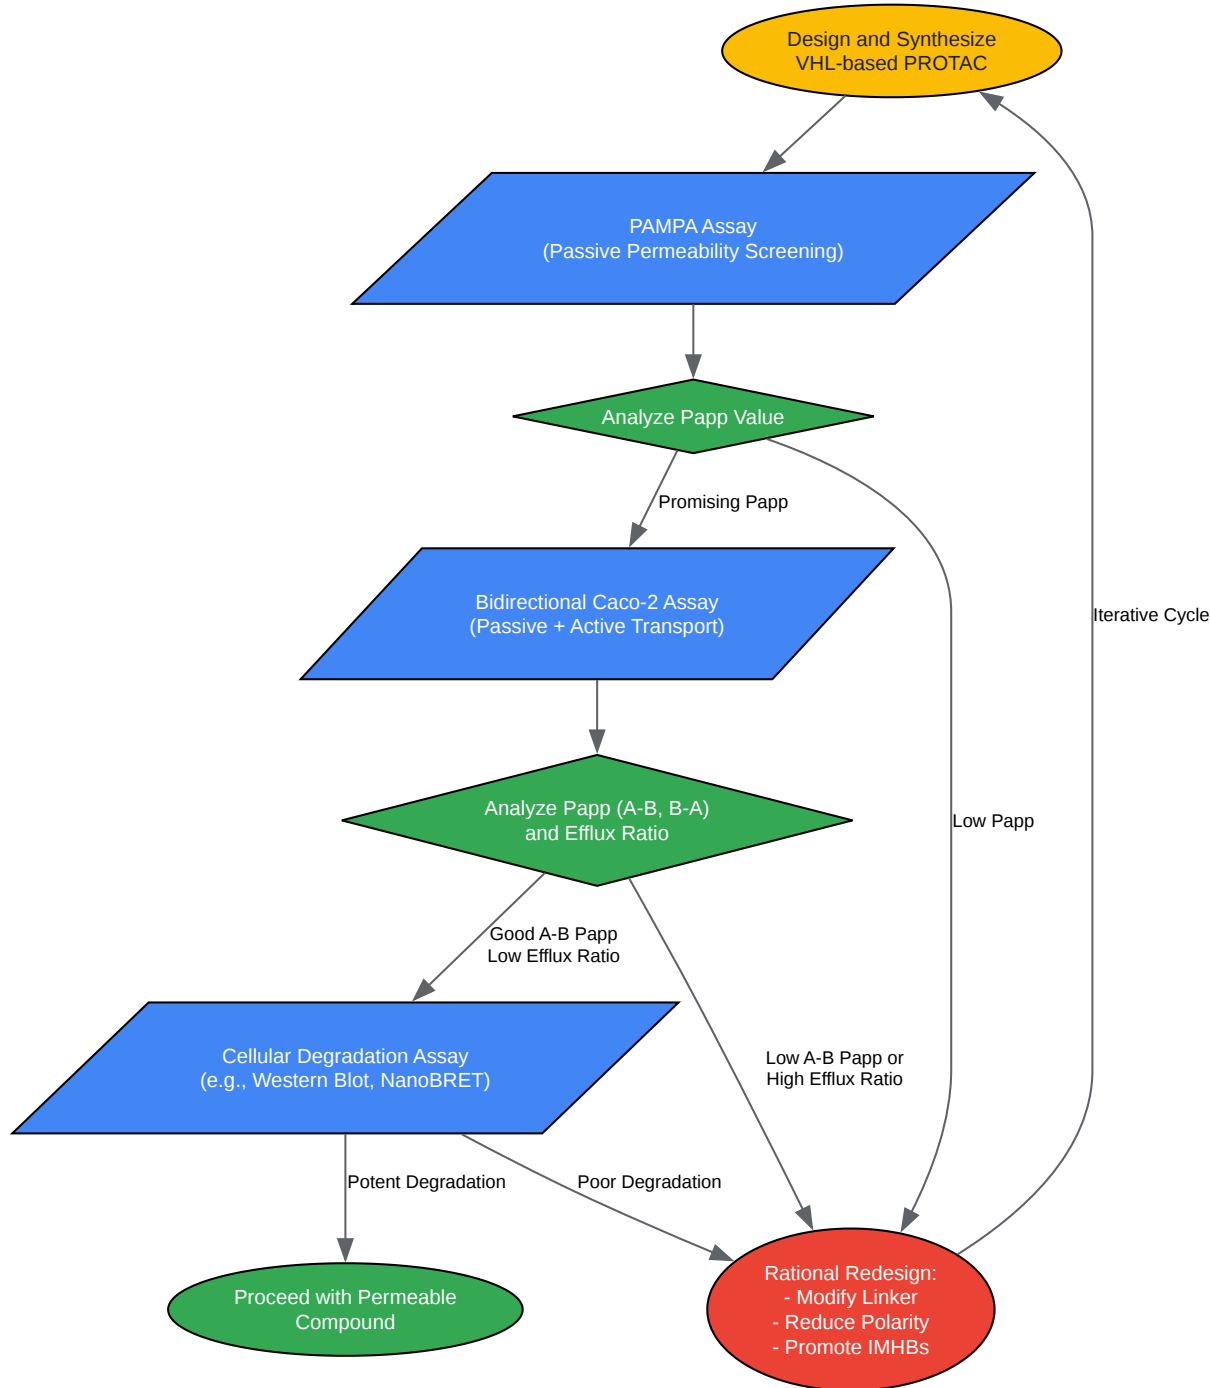 Design and Synthesize
VHL-based PROTAC
PAMPA Assay
(Passive Permeability Screening)
Analyze Papp Value
Promising Papp
Bidirectional Caco-2 Assay
(Passive + Active Transport)
Iterative Cycle
Analyze Papp (A-B, B-A)
and Efflux Ratio
Low Papp
Good A-B Papp
Low Efflux Ratio
Cellular Degradation Assay
(e.g., Western Blot, NanoBRET)
Low A-B Papp or
High Efflux Ratio
Potent Degradation
Poor Degradation
Proceed with Permeable
Compound
Rational Redesign:
- Modify Linker
- Reduce Polarity
- Promote IMHBs